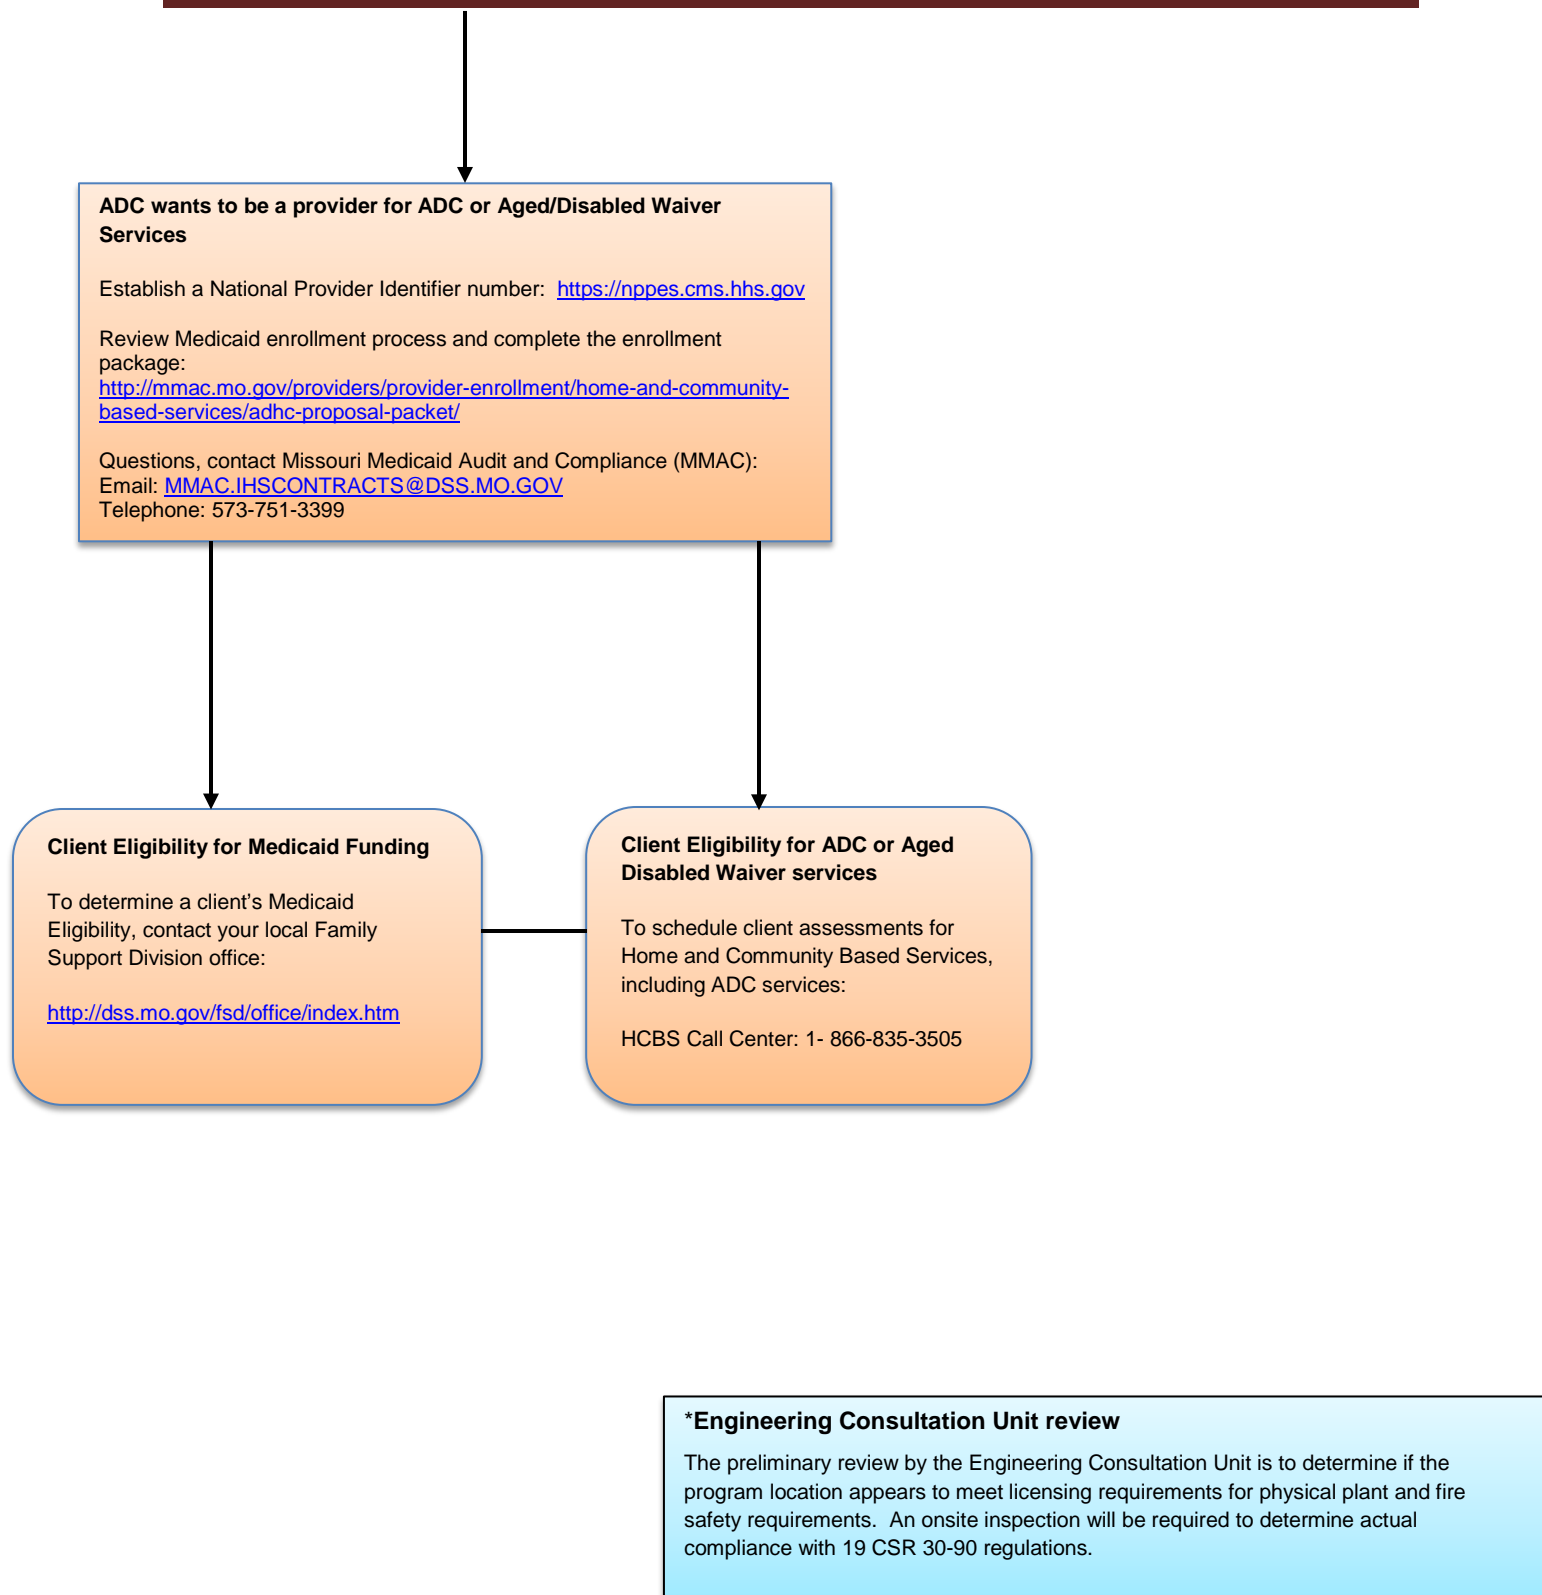 ADC wants to be a provider for ADC or Aged/Disabled Waiver
Services
Establish a National Provider Identifier number:  https://nppes.cms.hhs.gov
Review Medicaid enrollment process and complete the enrollment
package:
http://mmac.mo.gov/providers/provider-enrollment/home-and-community-
based-services/adhc-proposal-packet/
Questions, contact Missouri Medicaid Audit and Compliance (MMAC):
Email: MMAC.IHSCONTRACTS@DSS.MO.GOV
Telephone: 573-751-3399
Client Eligibility for Medicaid Funding
To determine a client’s Medicaid
Eligibility, contact your local Family
Support Division office:
http://dss.mo.gov/fsd/office/index.htm
Client Eligibility for ADC or Aged
Disabled Waiver services
To schedule client assessments for
Home and Community Based Services,
including ADC services:
HCBS Call Center: 1- 866-835-3505
*Engineering Consultation Unit review
The preliminary review by the Engineering Consultation Unit is to determine if the
program location appears to meet licensing requirements for physical plant and fire
safety requirements.  An onsite inspection will be required to determine actual
compliance with 19 CSR 30-90 regulations.